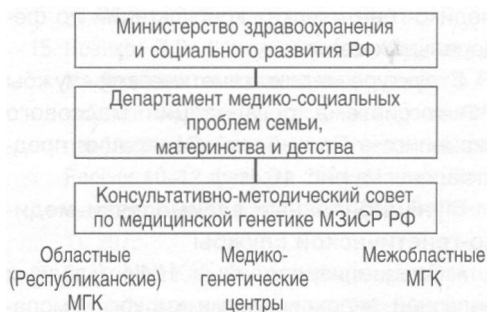 Министерство здравоохранения
и социального развития РФ
Департамент медико-социальных
проблем семьи,
материнства и детства
Консультативно-методический совет
по медицинской генетике МЗиСР РФ
Областные
(Республиканские)
МГК
Медико-
генетические
центры
Межобластные
МГК